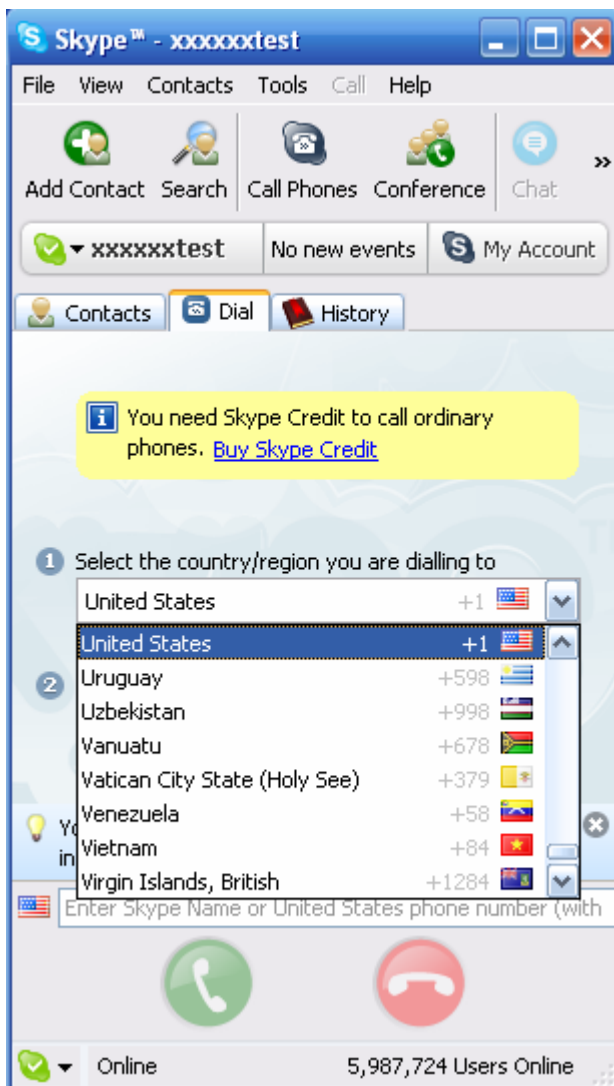 Skype™ - xxxxxxtest
File View Contacts Tools Call Help
Add Contact Search Call Phones Conference Chat »
xxxxxxtest No new events My Account
Contacts Dial History
You need Skype Credit to call ordinary
phones. Buy Skype Credit
1 Select the country/region you are dialling to
United States +1
United States +1
2
Uruguay +598
Uzbekistan +998
Vanuatu +678
Vatican City State (Holy See) +379
Venezuela +58
Vietnam +84
Virgin Islands, British +1284
Enter Skype Name or United States phone number (with
Online 5,987,724 Users Online